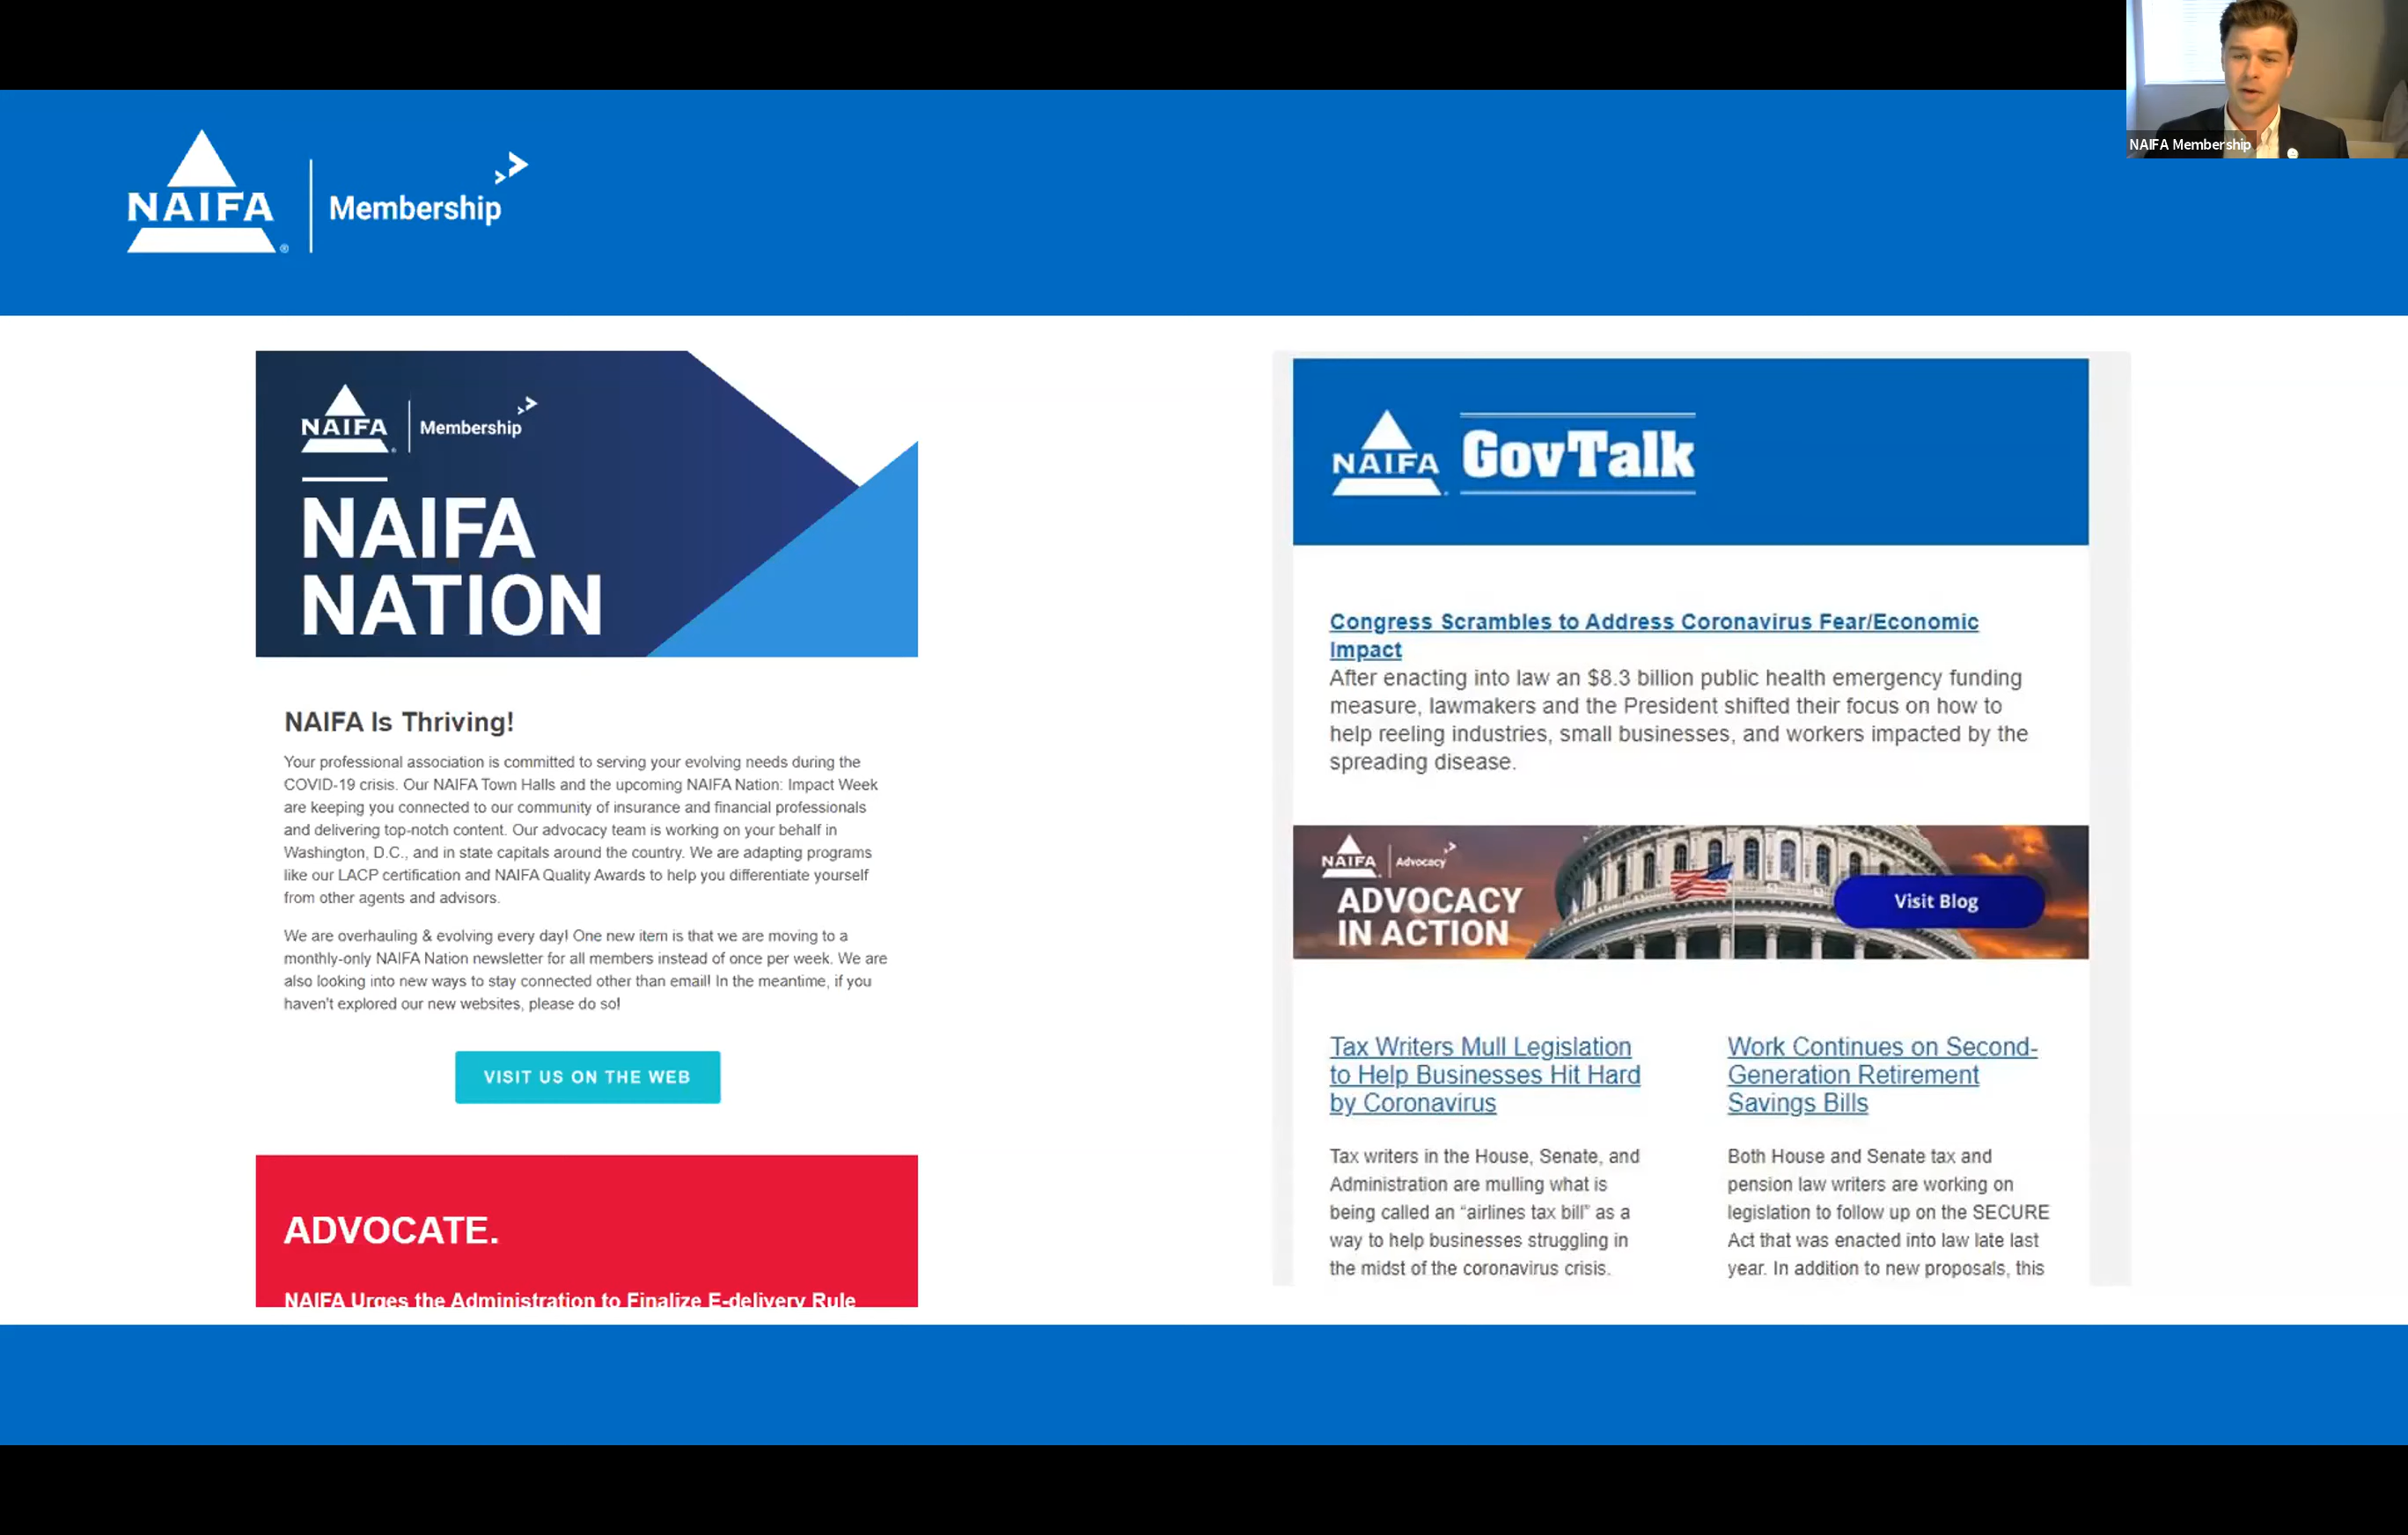 NAIFA Membership
NAIFA
®
Membership
NAIFA
®
Membership
NAIFA
NATION
NAIFA Is Thriving!
Your professional association is committed to serving your evolving needs during the
COVID-19 crisis. Our NAIFA Town Halls and the upcoming NAIFA Nation: Impact Week
are keeping you connected to our community of insurance and financial professionals
and delivering top-notch content. Our advocacy team is working on your behalf in
Washington, D.C., and in state capitals around the country. We are adapting programs
like our LACP certification and NAIFA Quality Awards to help you differentiate yourself
from other agents and advisors.
We are overhauling & evolving every day! One new item is that we are moving to a
monthly-only NAIFA Nation newsletter for all members instead of once per week. We are
also looking into new ways to stay connected other than email! In the meantime, if you
haven't explored our new websites, please do so!
VISIT US ON THE WEB
ADVOCATE.
NAIFA Urges the Administration to Finalize E-delivery Rule
NAIFA
GovTalk
Congress Scrambles to Address Coronavirus Fear/Economic
Impact
After enacting into law an $8.3 billion public health emergency funding
measure, lawmakers and the President shifted their focus on how to
help reeling industries, small businesses, and workers impacted by the
spreading disease.
NAIFA
Advocacy
ADVOCACY
IN ACTION
Visit Blog
Tax Writers Mull Legislation
to Help Businesses Hit Hard
by Coronavirus
Tax writers in the House, Senate, and
Administration are mulling what is
being called an “airlines tax bill” as a
way to help businesses struggling in
the midst of the coronavirus crisis.
Work Continues on Second-
Generation Retirement
Savings Bills
Both House and Senate tax and
pension law writers are working on
legislation to follow up on the SECURE
Act that was enacted into law late last
year. In addition to new proposals, this